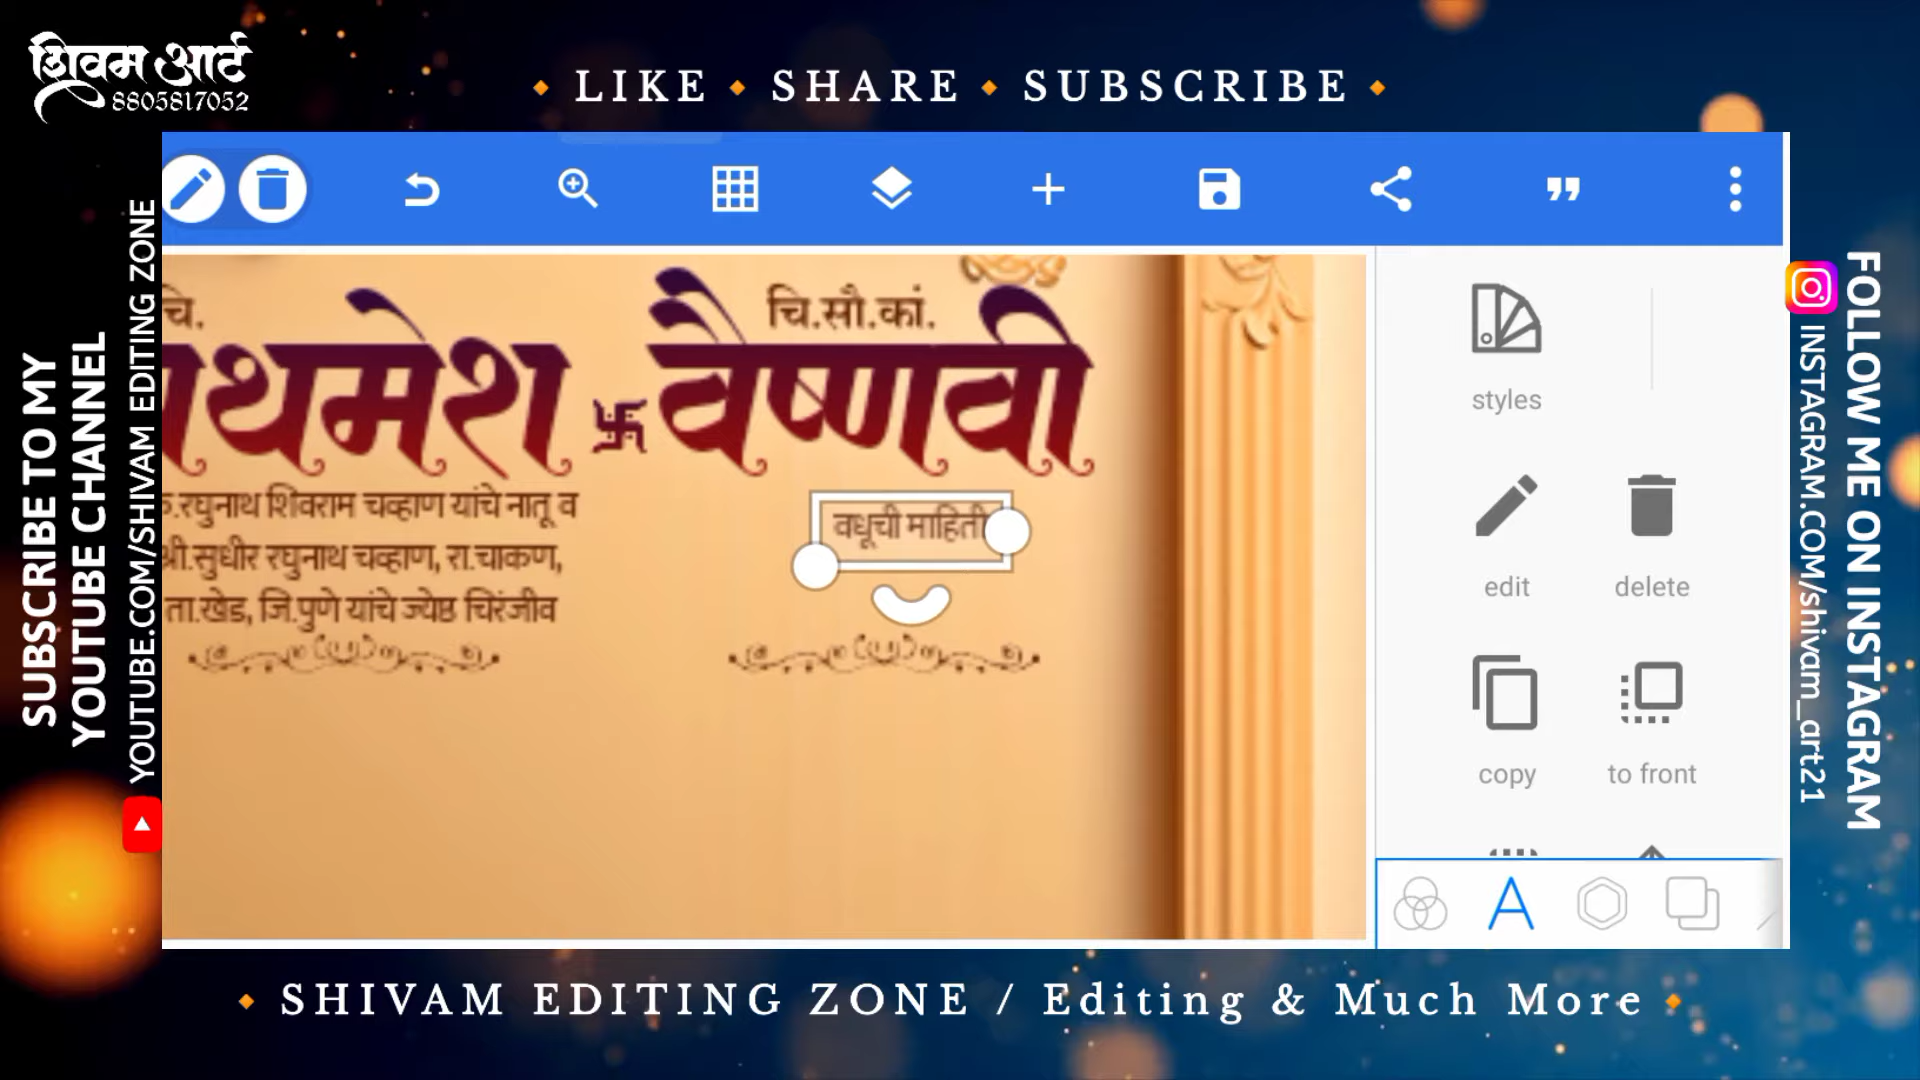 शिवम आर्ट
8805817052
LIKE SHARE SUBSCRIBE
SUBSCRIBE TO MY
YOUTUBE CHANNEL
YOUTUBE.COM/SHIVAM EDITING ZONE
चि.सौ.कां.
वैष्णवी
रघुनाथ शिवराम चव्हाण यांचे नातू व
श्री.सुधीर रघुनाथ चव्हाण, रा.चाकण,
ता.खेड, जि.पुणे यांचे ज्येष्ठ चिरंजीव
वधूची माहिती
styles
edit
delete
copy
to front
FOLLOW ME ON INSTAGRAM
INSTAGRAM.COM/shivam_art21
SHIVAM EDITING ZONE / Editing & Much More